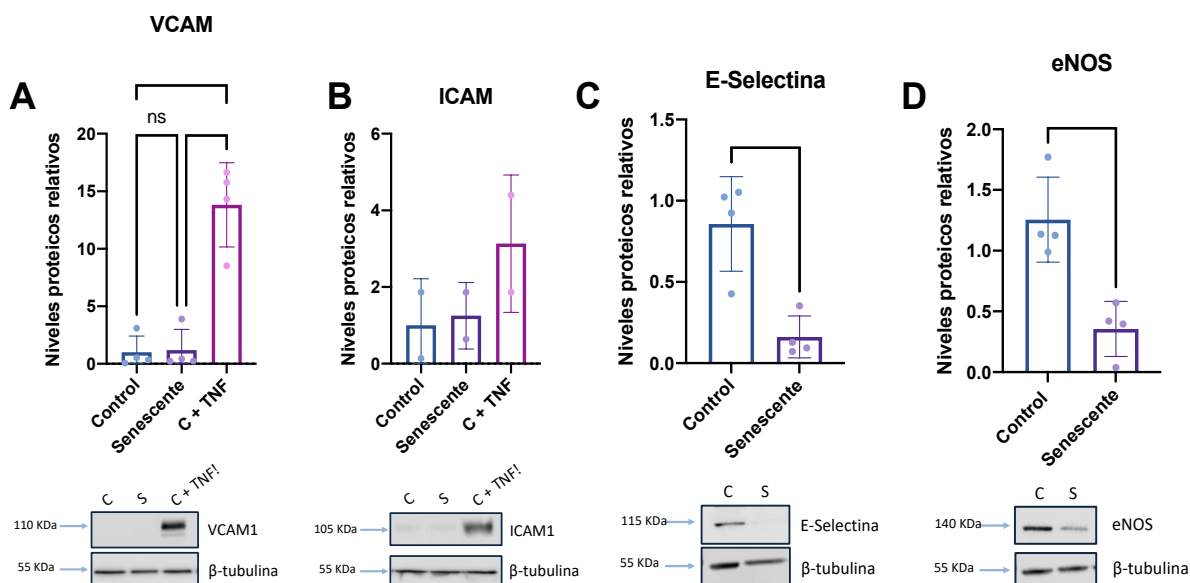 VCAM
A
ns
Niveles proteicos relativos
20
15
10
5
0
Control
Senescente
C + TNF
C
S
C + TNF!
110 KDa
VCAM1
55 KDa
β-tubulina
B
ICAM
Niveles proteicos relativos
6
4
2
0
Control
Senescente
C + TNF
C
S
C + TNF!
105 KDa
ICAM1
55 KDa
β-tubulina
C
E-Selectina
Niveles proteicos relativos
1.5
1.0
0.5
0.0
Control
Senescente
C
S
115 KDa
E-Selectina
55 KDa
β-tubulina
D
eNOS
Niveles proteicos relativos
2.0
1.5
1.0
0.5
0.0
Control
Senescente
C
S
140 KDa
eNOS
55 KDa
β-tubulina